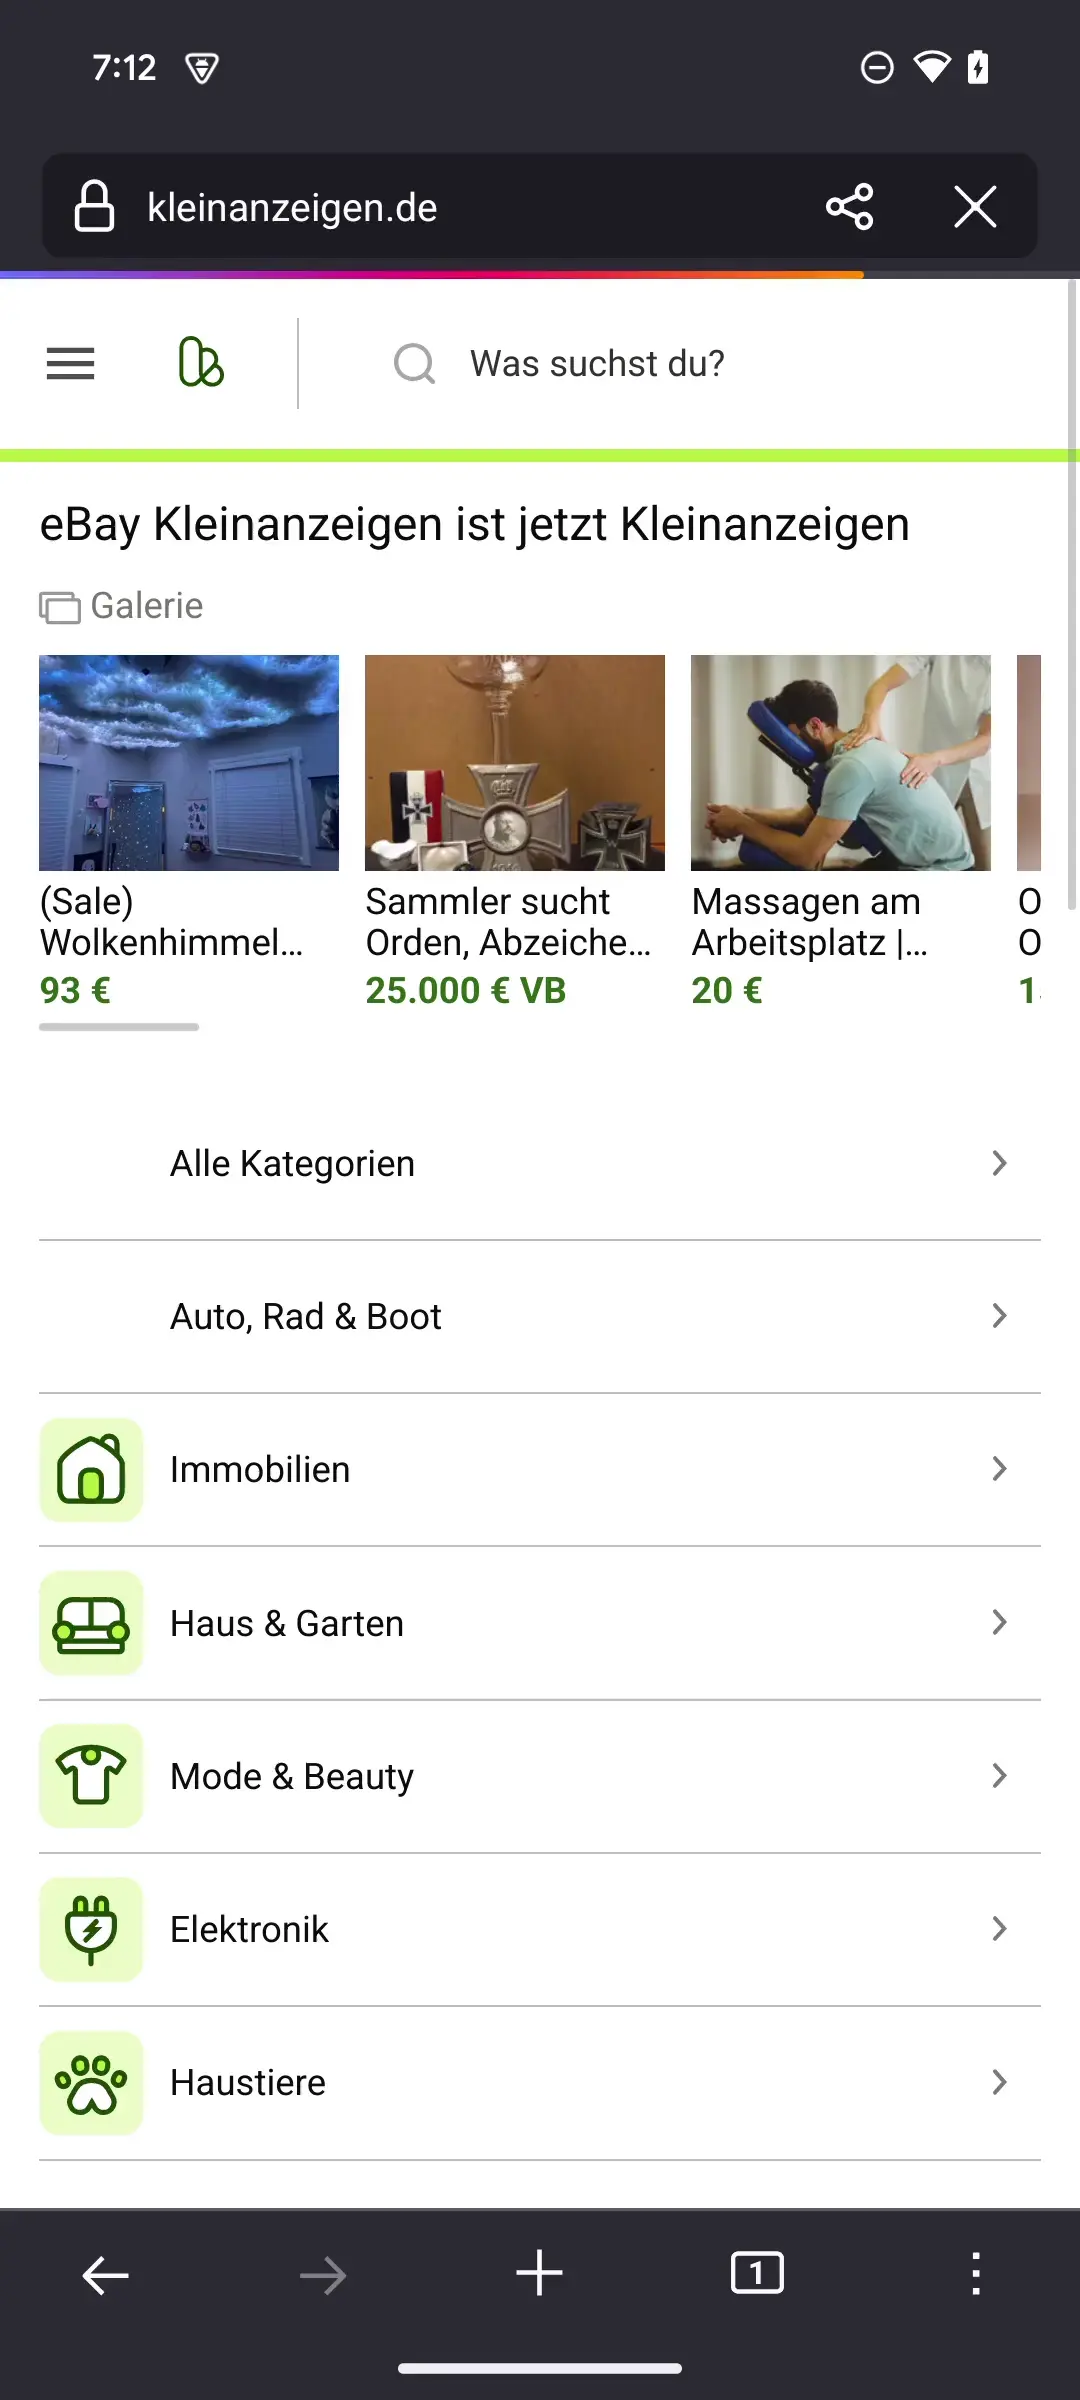 7:12
kleinanzeigen.de
Was suchst du?
eBay Kleinanzeigen ist jetzt Kleinanzeigen
Galerie
(Sale)
Wolkenhimmel…
93 €
Sammler sucht
Orden, Abzeiche…
25.000 € VB
Massagen am
Arbeitsplatz |…
20 €
O
O
1
Alle Kategorien
Auto, Rad & Boot
Immobilien
Haus & Garten
Mode & Beauty
Elektronik
Haustiere
1